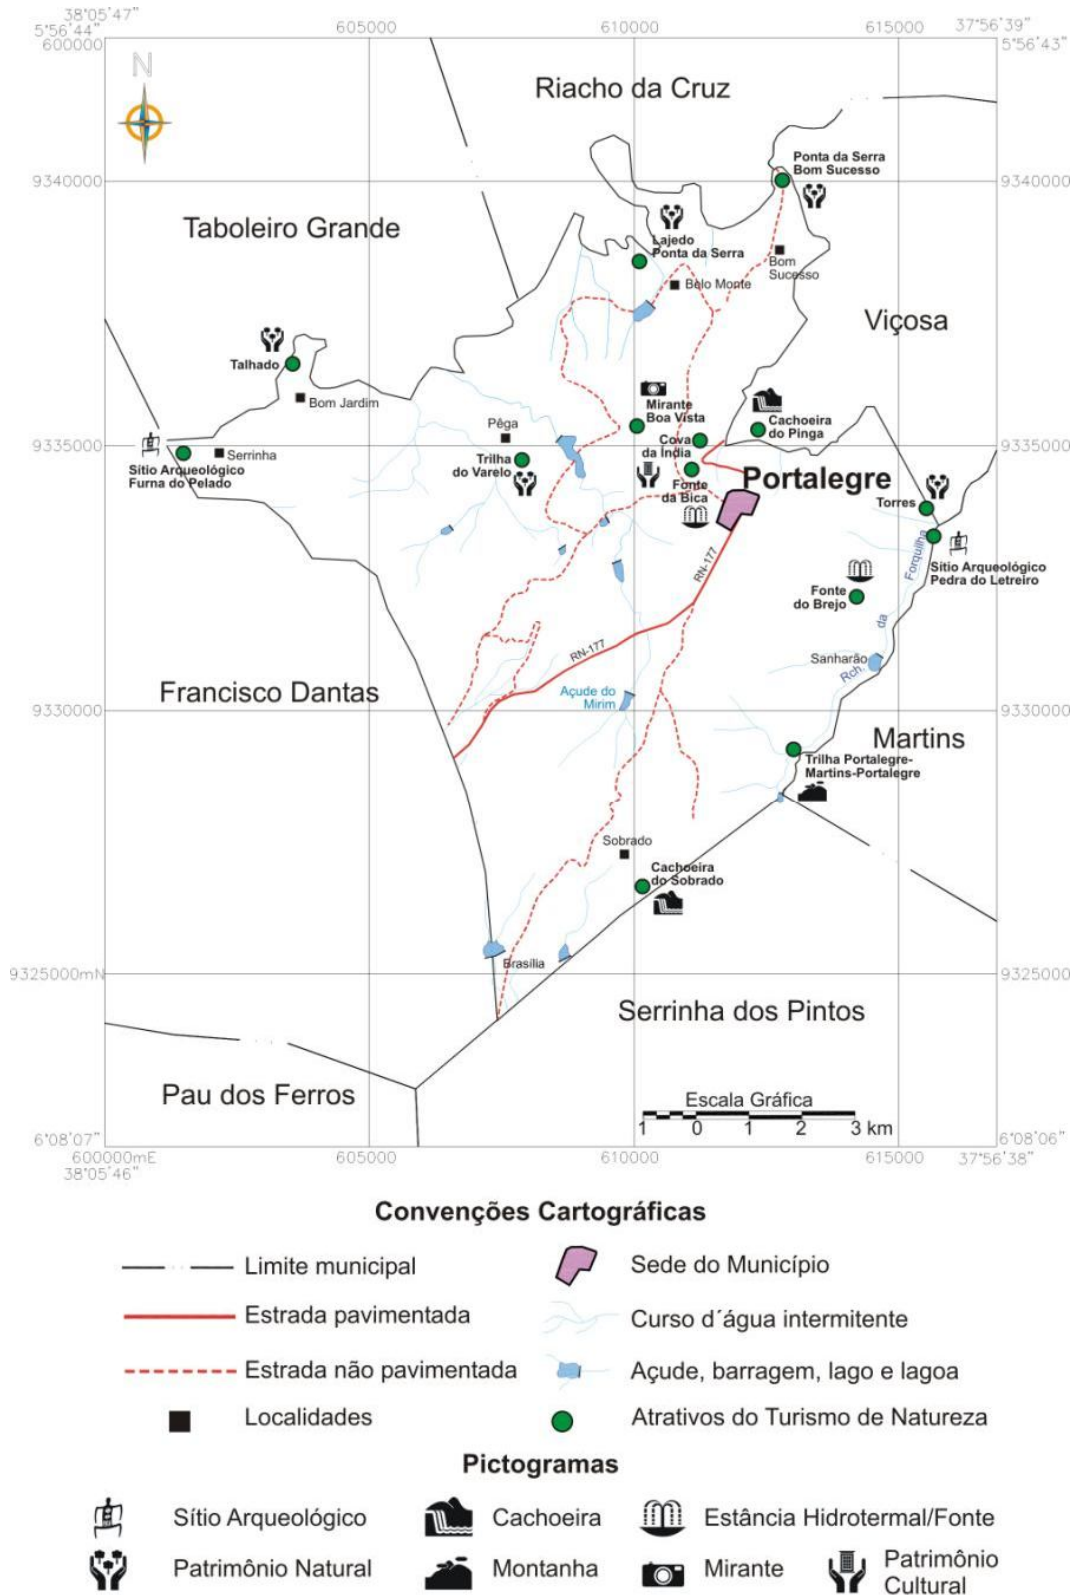 38°05'47"
5°56'44"
600000
605000
610000
615000
37°56'39"
5°56'43"
N
Riacho da Cruz
Ponta da Serra
Bom Sucesso
9340000
9340000
Taboleiro Grande
Lajedo
Ponta da Serra
Bom
Sucesso
Belo Monte
Viçosa
Talhado
Bom Jardim
Mirante
Boa Vista
Cachoeira
do Pinga
Pêga
Cova
da Índia
9335000
9335000
Serrinha
Sítio Arqueológico
Furna do Pelado
Trilha
do Varelo
Fonte
da Bica
Portalegre
Torres
Forquilha
Sítio Arqueológico
Pedra do Letreiro
RN-177
Fonte
do Brejo
da
RN-177
Sanharão
Rch.
Francisco Dantas
Açude do
Mirim
9330000
9330000
Martins
Trilha Portalegre-
Martins-Portalegre
Sobrado
Cachoeira
do Sobrado
Brasília
9325000mN
9325000
Serrinha dos Pintos
Pau dos Ferros
Escala Gráfica
1 0 1 2 3 km
6°08'07"
600000mE
38°05'46"
605000
610000
615000
6°08'06"
37°56'38"
Convenções Cartográficas
Limite municipal
Sede do Município
Estrada pavimentada
Curso d´água intermitente
Estrada não pavimentada
Açude, barragem, lago e lagoa
Localidades
Atrativos do Turismo de Natureza
Pictogramas
Sítio Arqueológico
Cachoeira
Estância Hidrotermal/Fonte
Patrimônio Natural
Montanha
Mirante
Patrimônio
Cultural